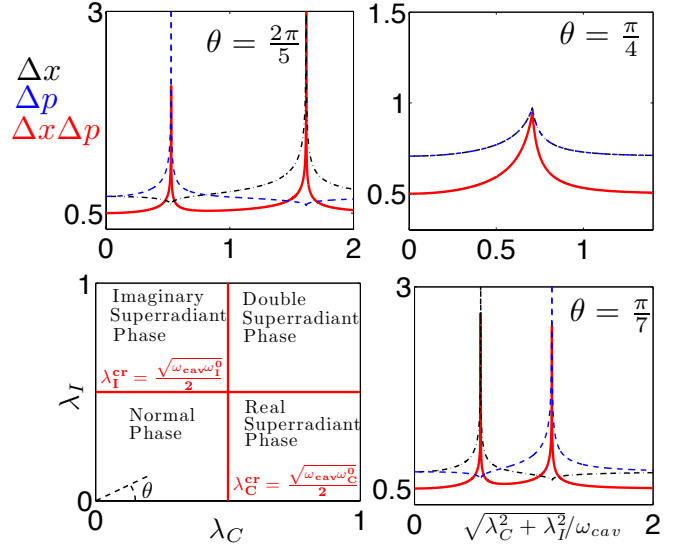 3
θ = 2π/5
Δx
Δp
ΔxΔp
0.5
0
1
2
1.5
θ = π/4
1
0.5
0
0.5
1
1
Imaginary
Superradiant
Phase
Double
Superradiant
Phase
λ_I^cr = √(ω_cav ω_I^0)/2
λ_I
Normal
Phase
Real
Superradiant
Phase
λ_C^cr = √(ω_cav ω_C^0)/2
θ
0
0
λ_C
1
3
θ = π/7
0.5
0
√(λ_C^2 + λ_I^2)/ω_cav
2